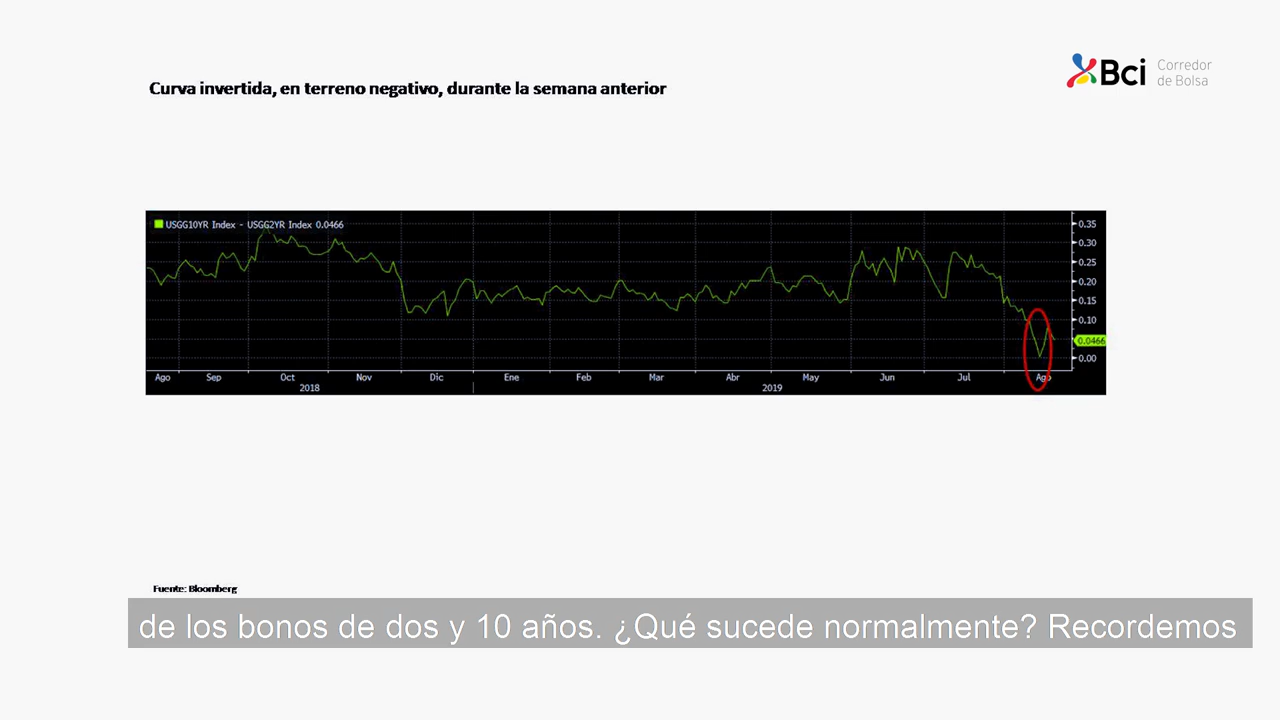 Curva invertida, en terreno negativo, durante la semana anterior
Bci Corredor
de Bolsa
USGG10YR Index - USGG2YR Index 0.0466
0.35
0.30
0.25
0.20
0.15
0.10
0.0466
0.00
Ago Sep Oct Nov Dic Ene Feb Mar Abr May Jun Jul Ago
2018 2019
Fuente: Bloomberg
de los bonos de dos y 10 años. ¿Qué sucede normalmente? Recordemos